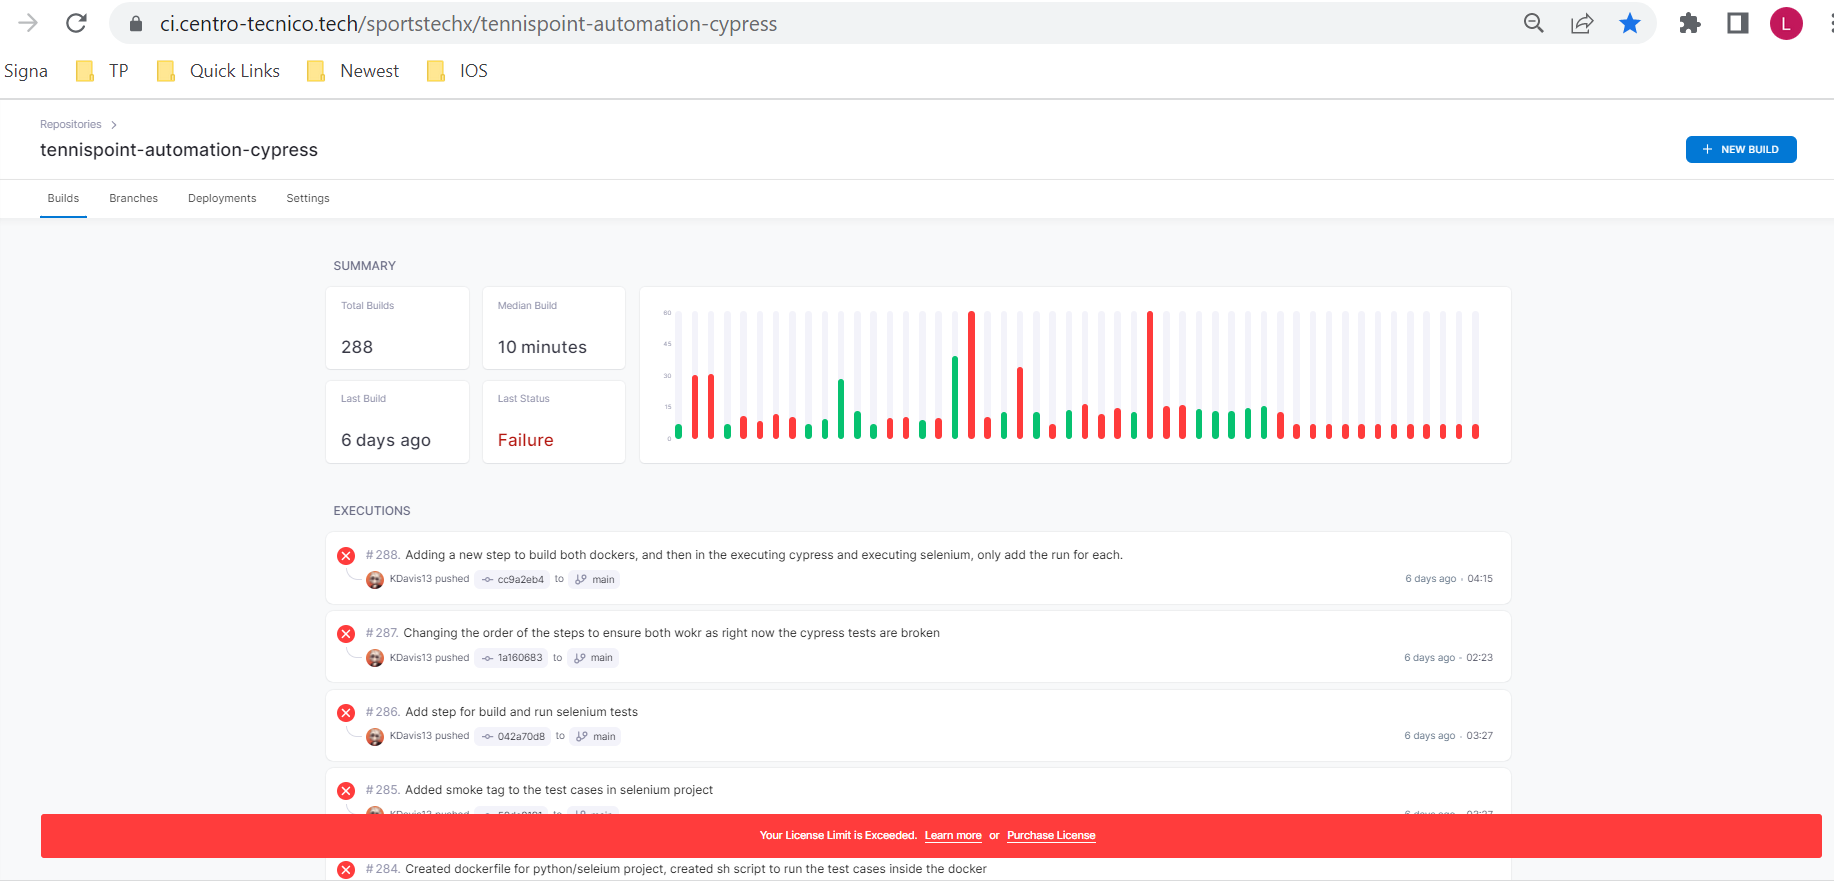 ci.centro-tecnico.tech/sportstechx/tennispoint-automation-cypress
L
Signa TP Quick Links Newest IOS
Repositories
tennispoint-automation-cypress
+ NEW BUILD
Builds Branches Deployments Settings
SUMMARY
Total Builds
288
Median Build
10 minutes
Last Build
6 days ago
Last Status
Failure
60
45
30
15
0
EXECUTIONS
#288. Adding a new step to build both dockers, and then in the executing cypress and executing selenium, only add the run for each.
KDavis13 pushed cc9a2eb4 to main 6 days ago · 04:15
#287. Changing the order of the steps to ensure both wokr as right now the cypress tests are broken
KDavis13 pushed 1a160683 to main 6 days ago · 02:23
#286. Add step for build and run selenium tests
KDavis13 pushed 042a70d8 to main 6 days ago · 03:27
#285. Added smoke tag to the test cases in selenium project
KDavis13 pushed to main 6 days ago
Your License Limit is Exceeded. Learn more or Purchase License
#284. Created dockerfile for python/seleium project, created sh script to run the test cases inside the docker